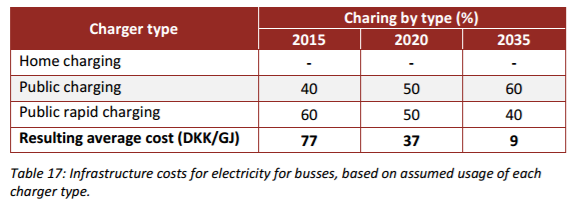 Charger type Charing by type (%)
2015 2020 2035
Home charging - - -
Public charging 40 50 60
Public rapid charging 60 50 40
Resulting average cost (DKK/GJ) 77 37 9
Table 17: Infrastructure costs for electricity for busses, based on assumed usage of each
charger type.